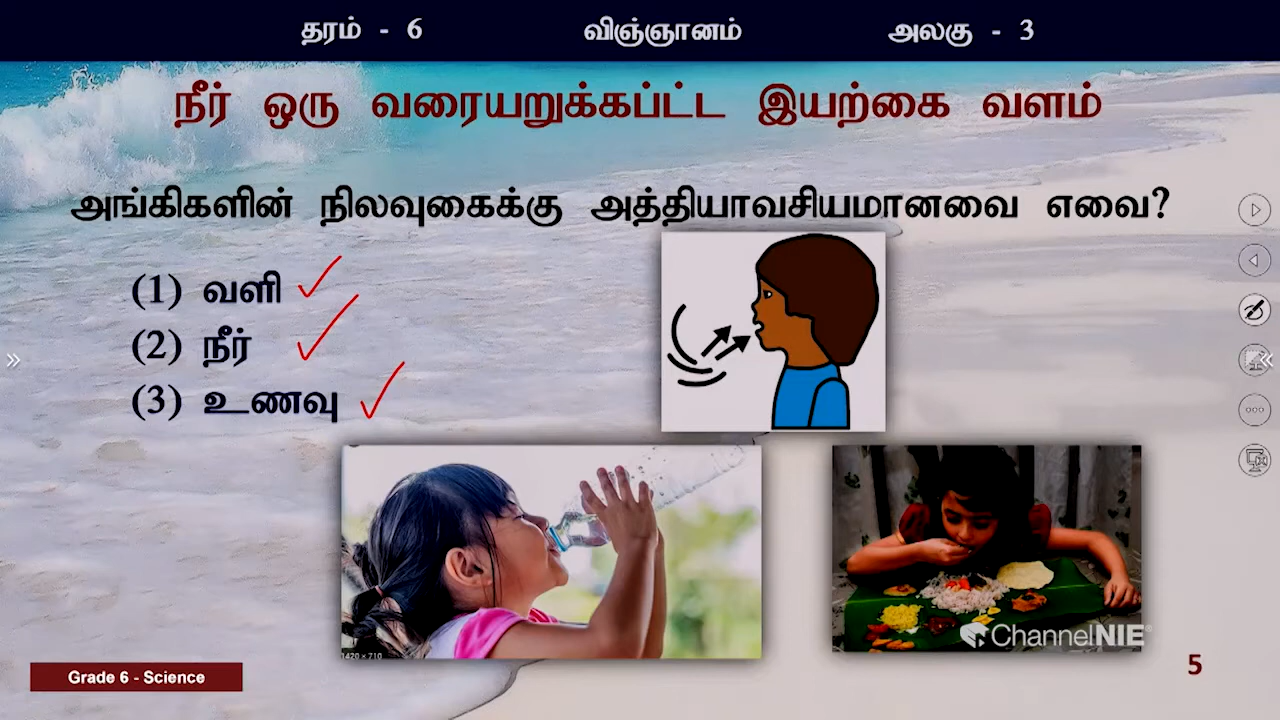 தரம் - 6 விஞ்ஞானம் அலகு - 3
நீர் ஒரு வரையறுக்கப்பட்ட இயற்கை வளம்
அங்கிகளின் நிலவுகைக்கு அத்தியாவசியமானவை எவை?
(1) வளி
(2) நீர்
(3) உணவு
1420 × 710
ChannelNIE
Grade 6 - Science
5